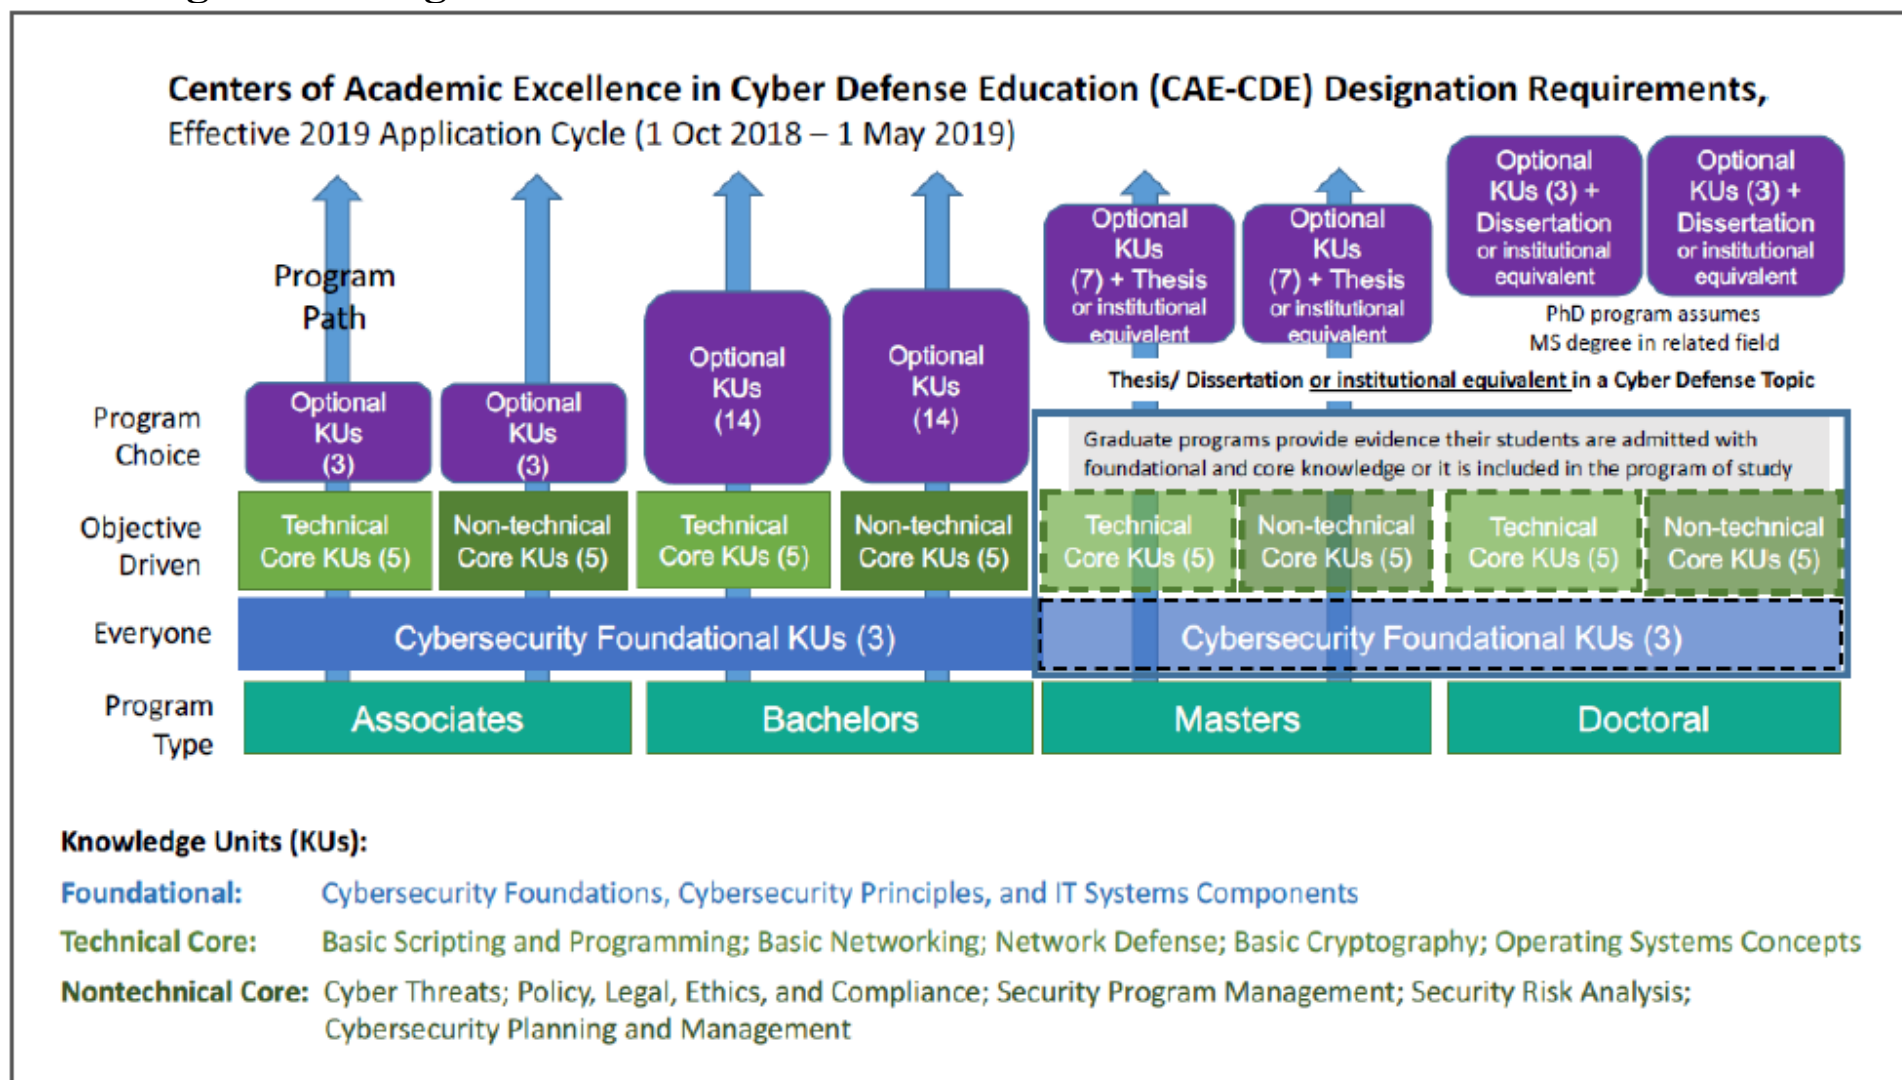 Centers of Academic Excellence in Cyber Defense Education (CAE-CDE) Designation Requirements,
Effective 2019 Application Cycle (1 Oct 2018 – 1 May 2019)
Program
Path
Optional
KUs
(7) + Thesis
or institutional
equivalent
Optional
KUs
(7) + Thesis
or institutional
equivalent
Optional
KUs (3) +
Dissertation
or institutional
equivalent
Optional
KUs (3) +
Dissertation
or institutional
equivalent
PhD program assumes
MS degree in related field
Thesis/ Dissertation or institutional equivalent in a Cyber Defense Topic
Program
Choice
Optional
KUs
(3)
Optional
KUs
(3)
Optional
KUs
(14)
Optional
KUs
(14)
Graduate programs provide evidence their students are admitted with
foundational and core knowledge or it is included in the program of study
Objective
Driven
Technical
Core KUs (5)
Non-technical
Core KUs (5)
Technical
Core KUs (5)
Non-technical
Core KUs (5)
Technical
Core KUs (5)
Non-technical
Core KUs (5)
Technical
Core KUs (5)
Non-technical
Core KUs (5)
Everyone
Cybersecurity Foundational KUs (3)
Cybersecurity Foundational KUs (3)
Program
Type
Associates
Bachelors
Masters
Doctoral
Knowledge Units (KUs):
Foundational: Cybersecurity Foundations, Cybersecurity Principles, and IT Systems Components
Technical Core: Basic Scripting and Programming; Basic Networking; Network Defense; Basic Cryptography; Operating Systems Concepts
Nontechnical Core: Cyber Threats; Policy, Legal, Ethics, and Compliance; Security Program Management; Security Risk Analysis;
Cybersecurity Planning and Management